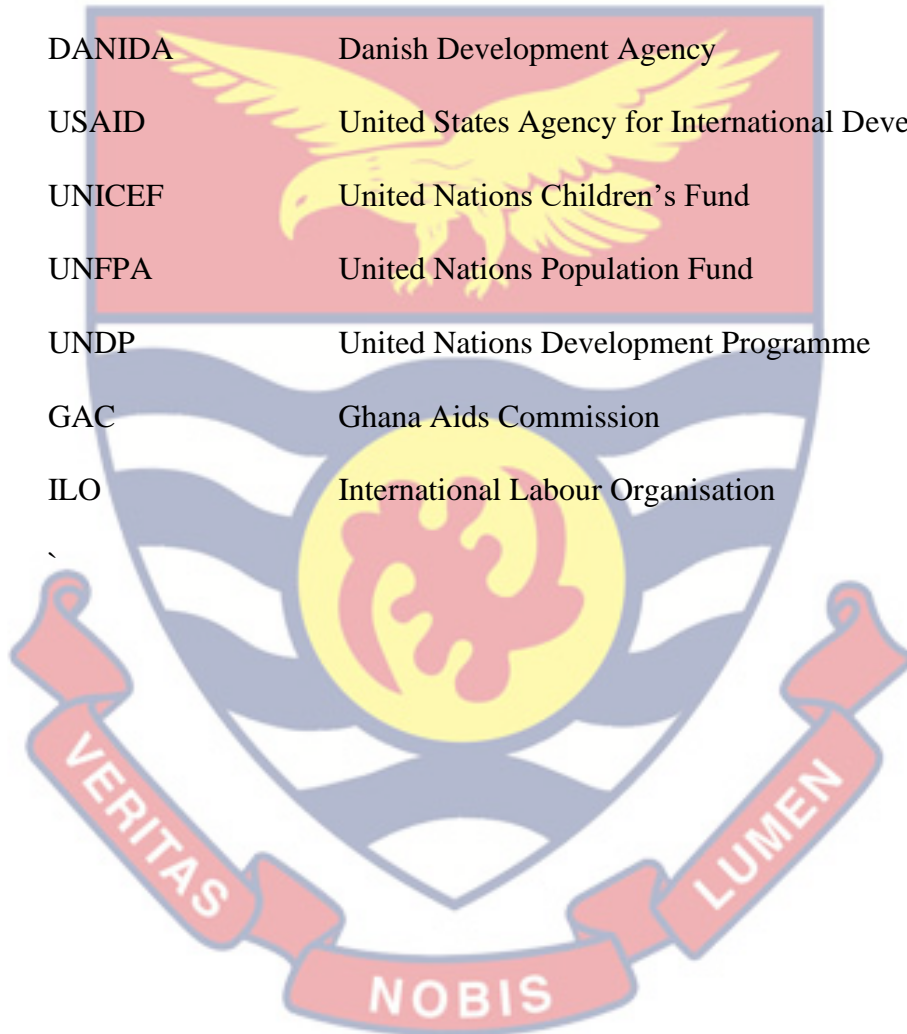 DANIDA Danish Development Agency
USAID United States Agency for International Deve
UNICEF United Nations Children’s Fund
UNFPA United Nations Population Fund
UNDP United Nations Development Programme
GAC Ghana Aids Commission
ILO International Labour Organisation
`
VERITAS
NOBIS
LUMEN